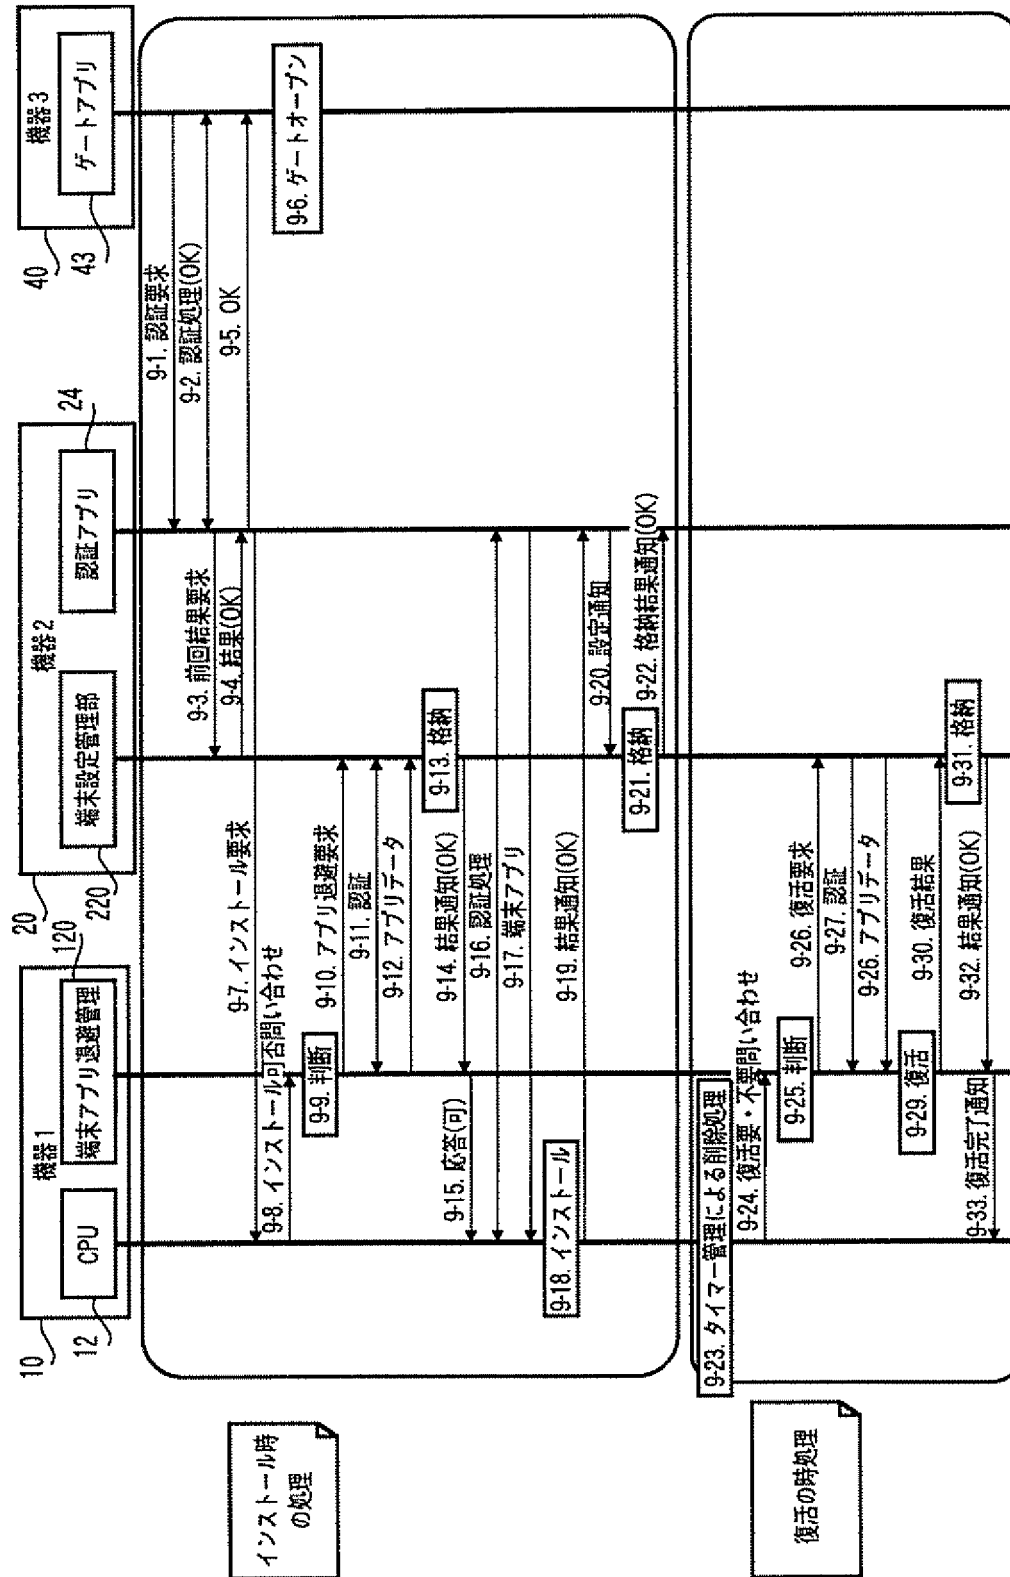 機器1
10
CPU
12
端末アプリ退避管理
120
機器2
20
端末設定管理部
220
認証アプリ
24
機器3
40
ゲートアプリ
43
インストール時
の処理
9-1. 認証要求
9-2. 認証処理(OK)
9-3. 前回結果要求
9-4. 結果(OK)
9-5. OK
9-6. ゲートオープン
9-7. インストール要求
9-8. インストール可否問い合わせ
9-9. 判断
9-10. アプリ退避要求
9-11. 認証
9-12. アプリデータ
9-13. 格納
9-14. 結果通知(OK)
9-15. 応答(可)
9-16. 認証処理
9-17. 端末アプリ
9-18. インストール
9-19. 結果通知(OK)
9-20. 設定通知
9-21. 格納
9-22. 格納結果通知(OK)
復活の時処理
9-23. タイマー管理による削除処理
9-24. 復活要・不要問い合わせ
9-25. 判断
9-26. 復活要求
9-27. 認証
9-26. アプリデータ
9-29. 復活
9-30. 復活結果
9-31. 格納
9-32. 結果通知(OK)
9-33. 復活完了通知